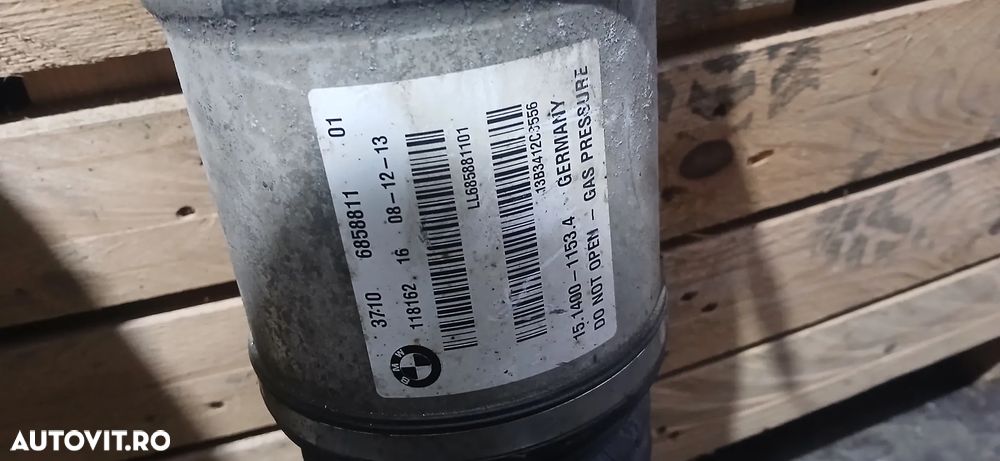 3710 6858811 01
118162 16 08-12-13
LL685881101
15.1400-1153.4 GERMANY
DO NOT OPEN - GAS PRESSURE
BMW
AUTOVIT.RO